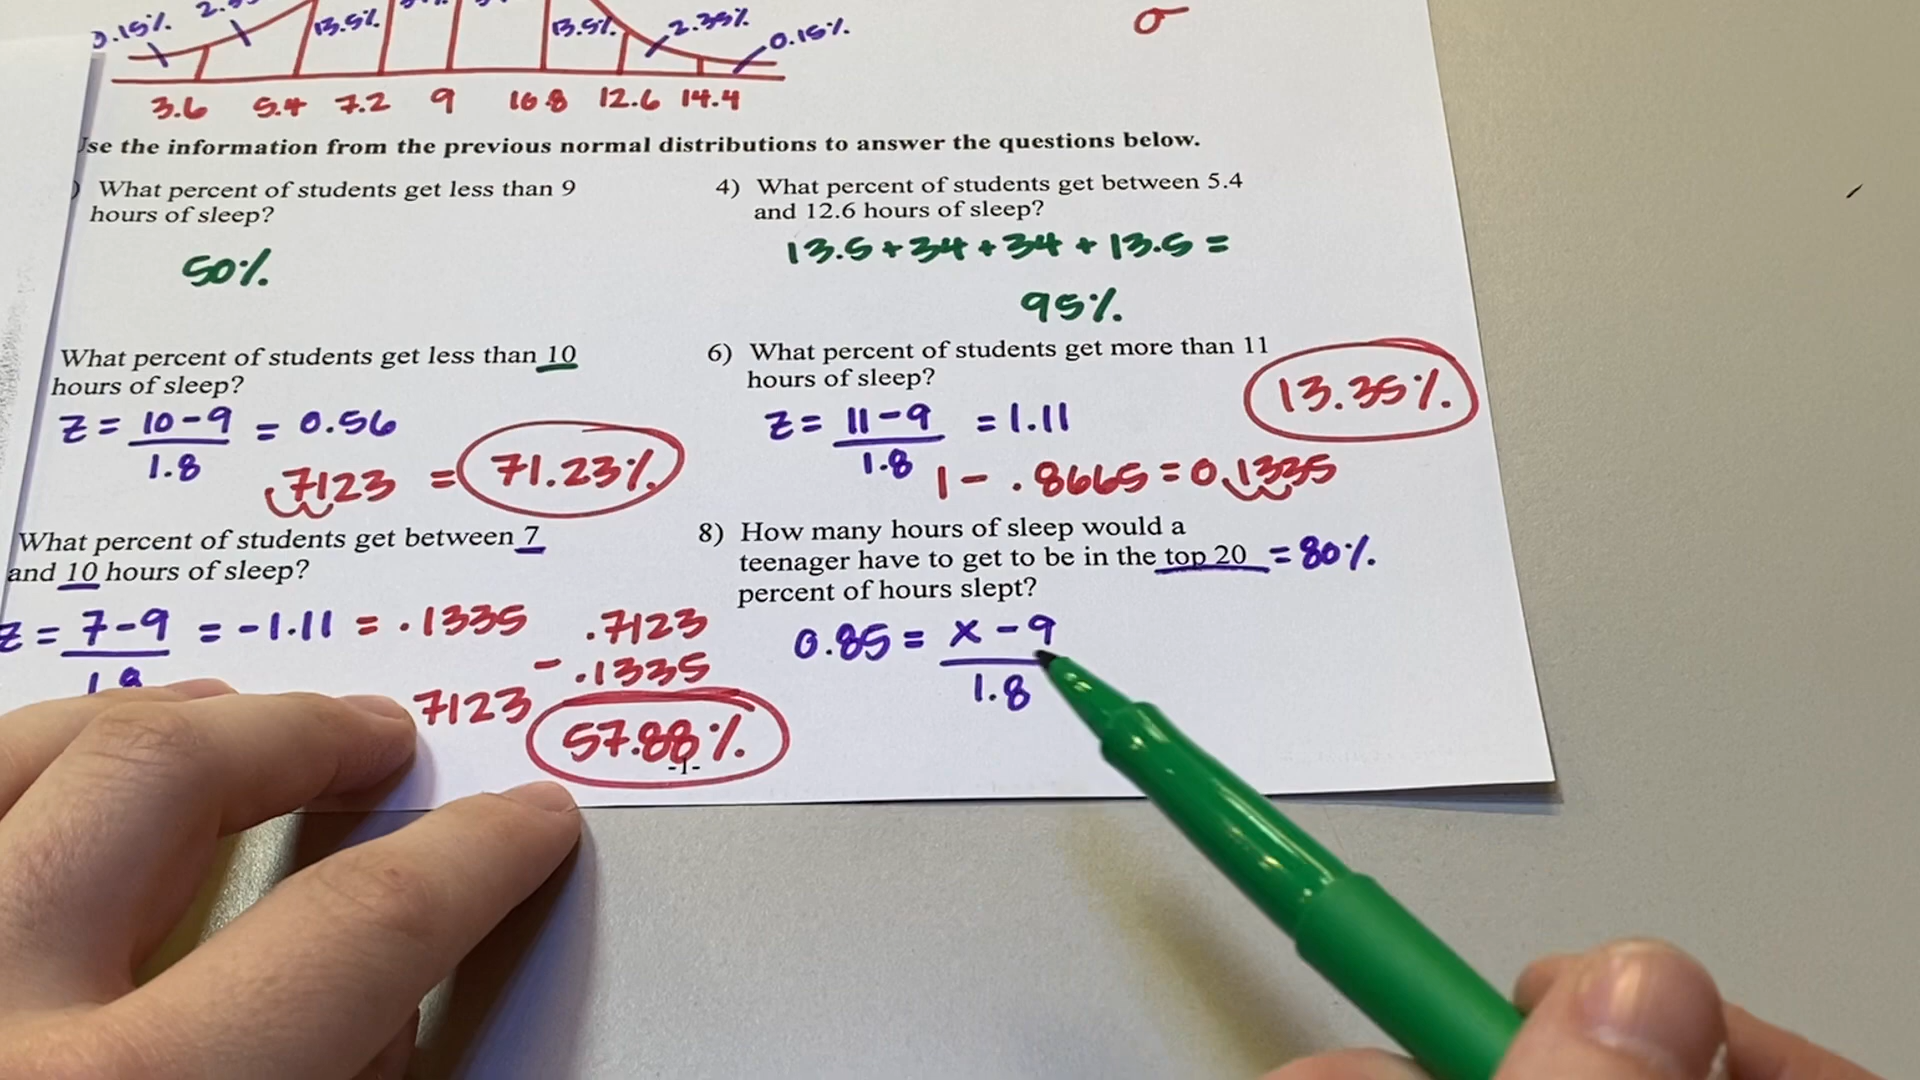 0.15%
13.5%
13.5%
2.35%
0.15%
σ
3.6 5.4 7.2 9 10.8 12.6 14.4
Use the information from the previous normal distributions to answer the questions below.
) What percent of students get less than 9
hours of sleep?
50%
4) What percent of students get between 5.4
and 12.6 hours of sleep?
13.5 + 34 + 34 + 13.5 =
95%
What percent of students get less than 10
hours of sleep?
z = 10-9 = 0.56
1.8
.7123 = 71.23%
6) What percent of students get more than 11
hours of sleep?
13.35%
z = 11-9 = 1.11
1.8
1 - .8665 = 0.1335
What percent of students get between 7
and 10 hours of sleep?
z = 7-9 = -1.11 = .1335
1.8
7123
.7123
- .1335
57.88%
8) How many hours of sleep would a
teenager have to get to be in the top 20 = 80%
percent of hours slept?
0.85 = x - 9
1.8
-1-